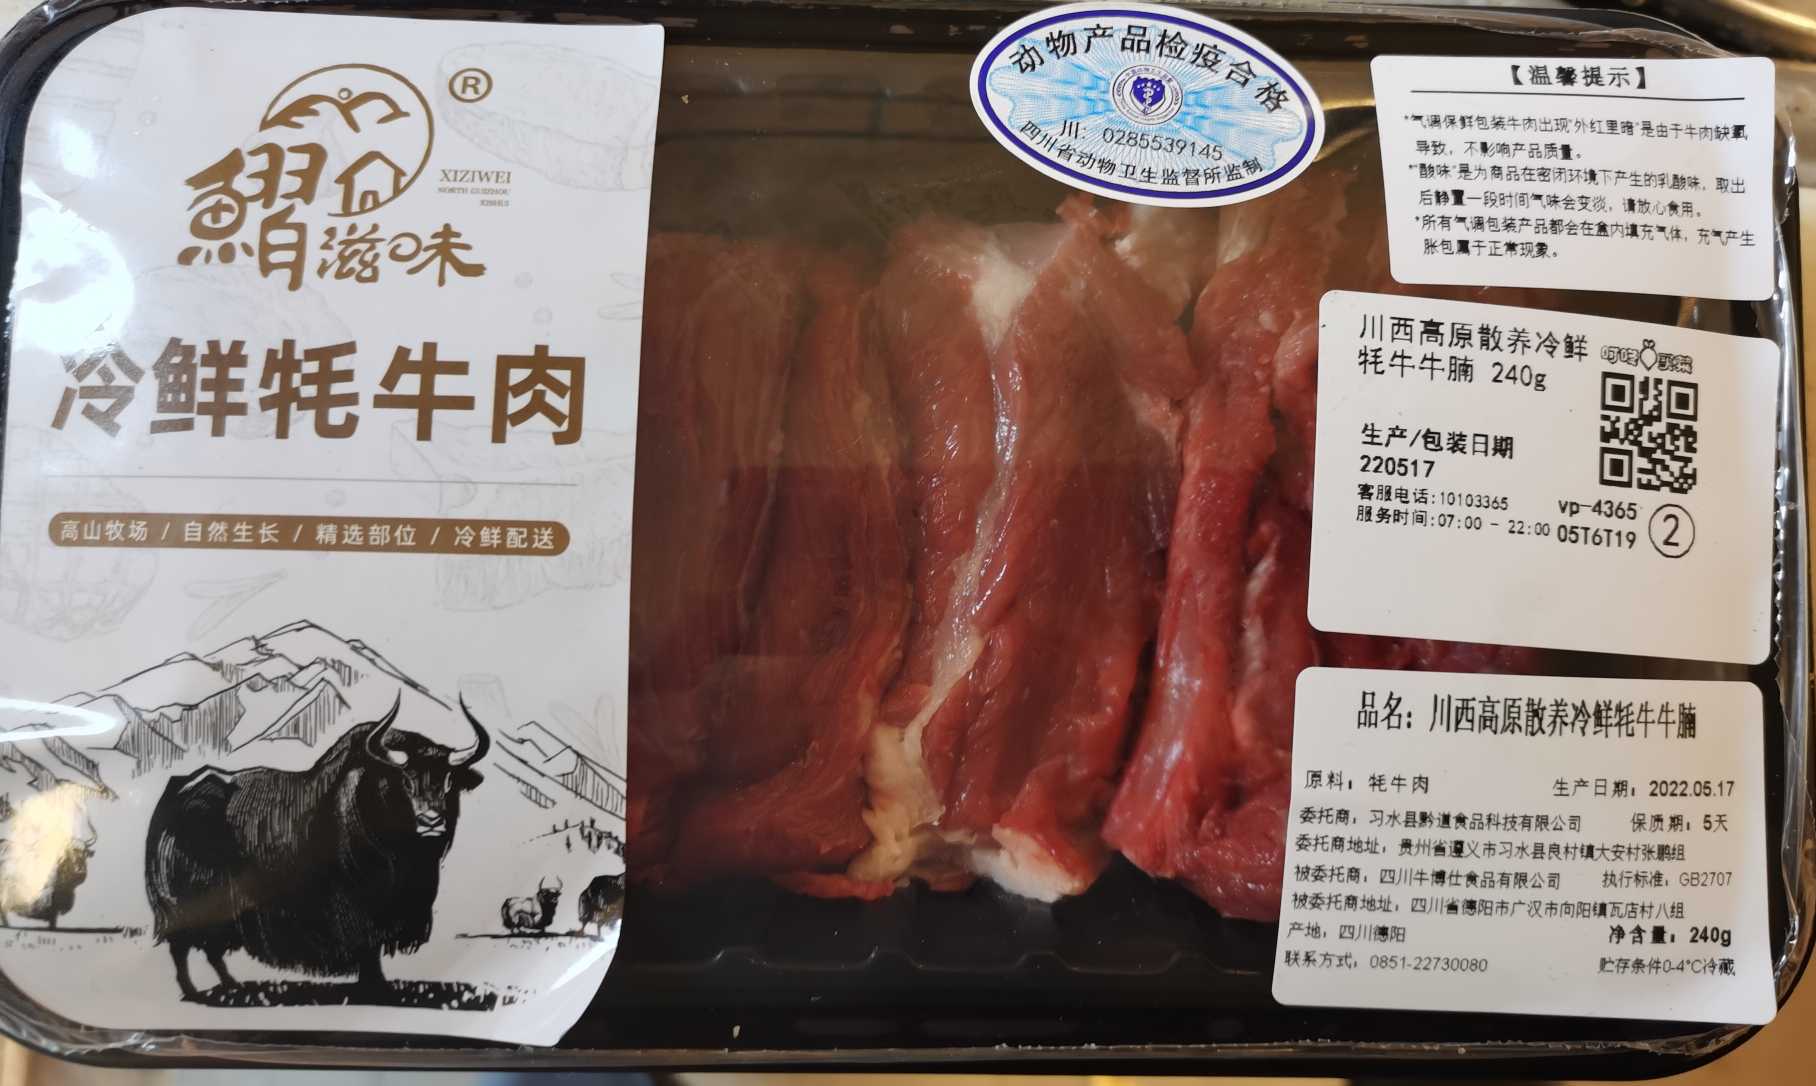 ®
XIZIWEI
NORTH GUIZHOU
XISHUI
鰼滋味
冷鲜牦牛肉
高山牧场 / 自然生长 / 精选部位 / 冷鲜配送
动物产品检疫合格
川: 0285539145
四川省动物卫生监督所监制
【温馨提示】
*气调保鲜包装牛肉出现“外红里暗”是由于牛肉缺氧
导致，不影响产品质量。
*“酸味”是为商品在密闭环境下产生的乳酸味，取出
后静置一段时间气味会变淡，请放心食用。
*所有气调包装产品都会在盒内填充气体，充气产生
胀包属于正常现象。
川西高原散养冷鲜
牦牛牛腩 240g
叮咚买菜
生产/包装日期
220517
客服电话:10103365
服务时间:07:00 - 22:00
vp-4365
05T6T19 ②
品名：川西高原散养冷鲜牦牛牛腩
原料：牦牛肉 生产日期：2022.05.17
委托商：习水县黔道食品科技有限公司 保质期：5天
委托商地址：贵州省遵义市习水县良村镇大安村张鹏组
被委托商：四川牛博仕食品有限公司 执行标准：GB2707
被委托商地址：四川省德阳市广汉市向阳镇瓦店村八组
产地：四川德阳 净含量：240g
联系方式：0851-22730080 贮存条件0-4°C冷藏